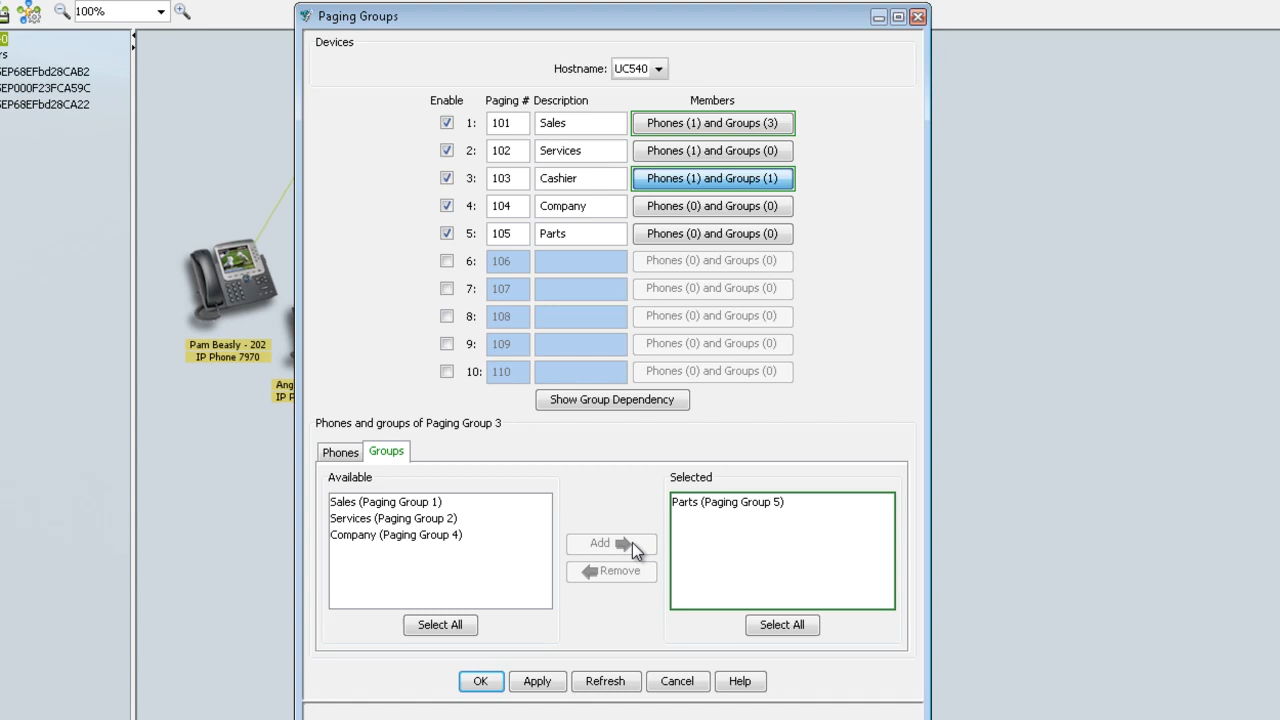 100%
Paging Groups
Devices
Hostname: UC540
Enable Paging # Description Members
1: 101 Sales Phones (1) and Groups (3)
2: 102 Services Phones (1) and Groups (0)
3: 103 Cashier Phones (1) and Groups (1)
4: 104 Company Phones (0) and Groups (0)
5: 105 Parts Phones (0) and Groups (0)
6: 106 Phones (0) and Groups (0)
7: 107 Phones (0) and Groups (0)
8: 108 Phones (0) and Groups (0)
9: 109 Phones (0) and Groups (0)
10: 110 Phones (0) and Groups (0)
Show Group Dependency
Phones and groups of Paging Group 3
Phones Groups
Available
Sales (Paging Group 1)
Services (Paging Group 2)
Company (Paging Group 4)
Select All
Add
Remove
Selected
Parts (Paging Group 5)
Select All
OK Apply Refresh Cancel Help
SEP68EFbd28CAB2
SEP000F23FCA59C
SEP68EFbd28CA22
Pam Beasly - 202
IP Phone 7970
Ang
IP P